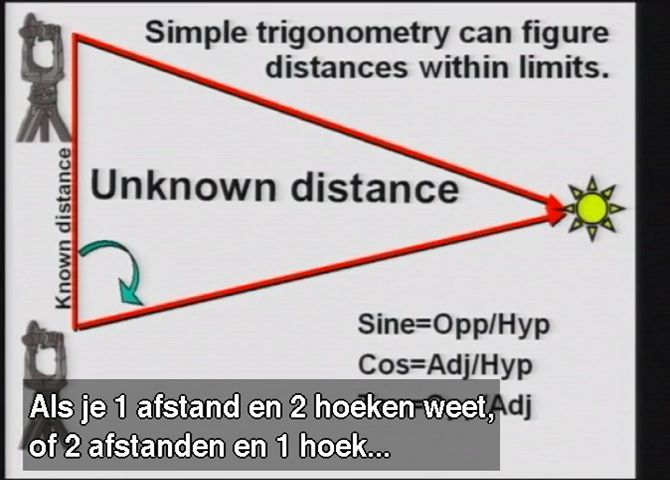 Simple trigonometry can figure
distances within limits.
Known distance
Unknown distance
Sine=Opp/Hyp
Cos=Adj/Hyp
Adj
Als je 1 afstand en 2 hoeken weet,
of 2 afstanden en 1 hoek...